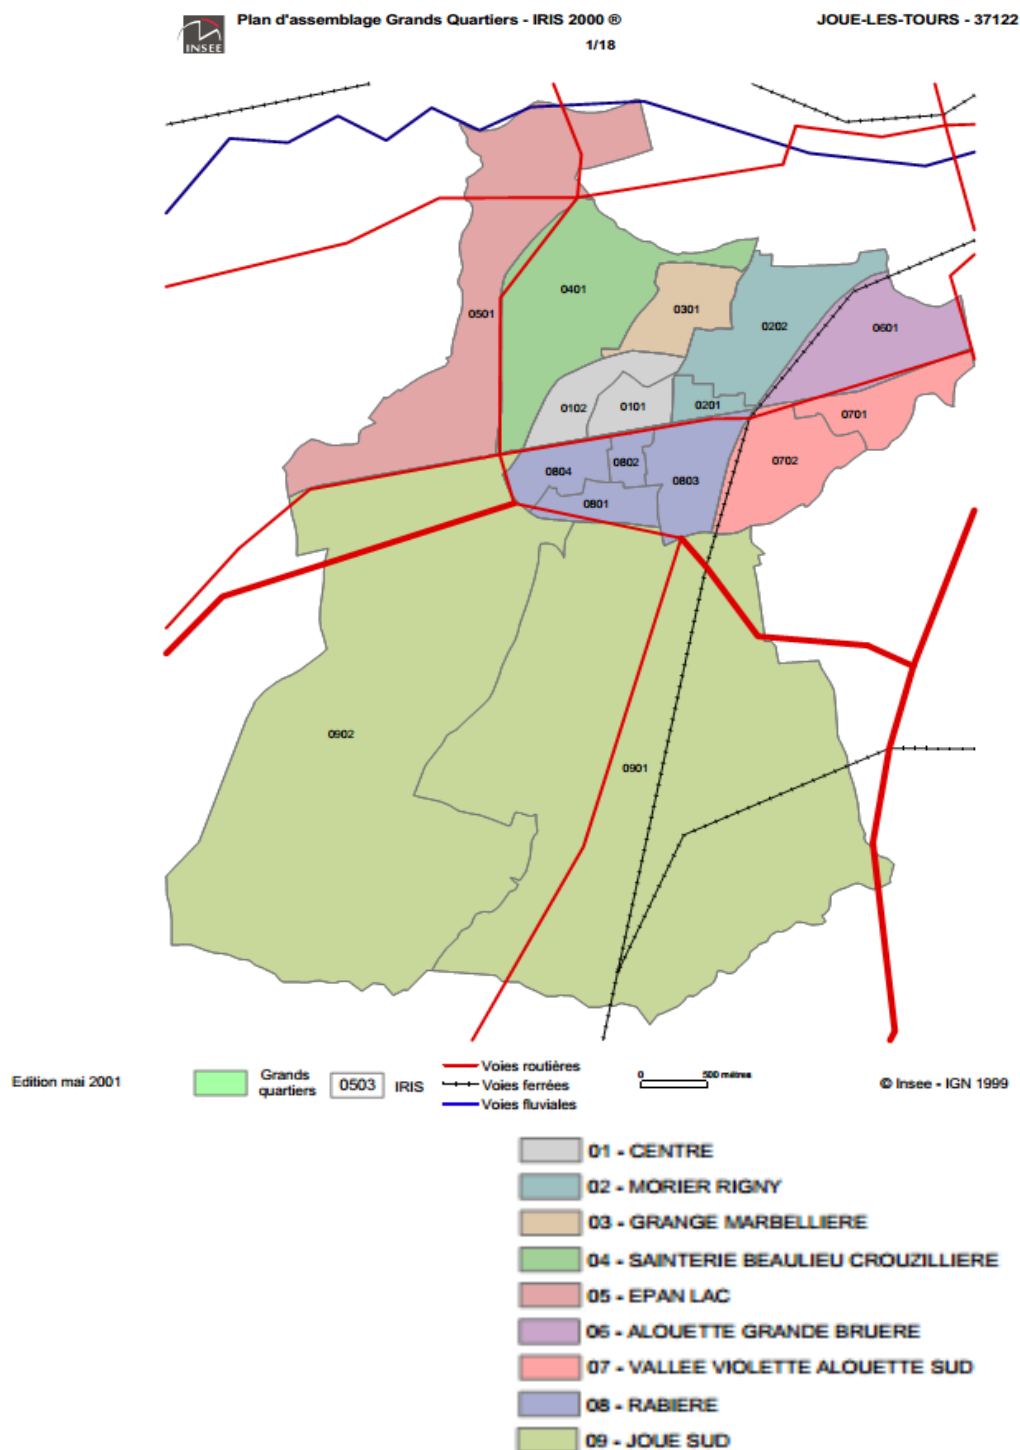 Plan d'assemblage Grands Quartiers - IRIS 2000 ®
JOUE-LES-TOURS - 37122
INSEE
1/18
0501
0401
0301
0202
0601
0102
0101
0201
0701
0804
0802
0803
0702
0801
0902
0901
Edition mai 2001
Grands
quartiers
0503
IRIS
Voies routières
Voies ferrées
Voies fluviales
0 500 mètres
© Insee - IGN 1999
01 - CENTRE
02 - MORIER RIGNY
03 - GRANGE MARBELLIERE
04 - SAINTERIE BEAULIEU CROUZILLIERE
05 - EPAN LAC
06 - ALOUETTE GRANDE BRUERE
07 - VALLEE VIOLETTE ALOUETTE SUD
08 - RABIERE
09 - JOUE SUD